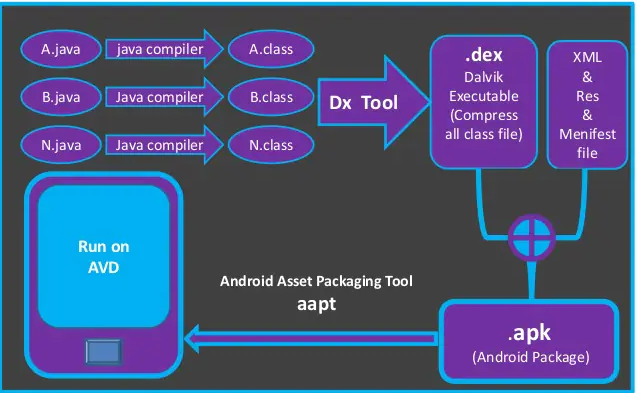 A.java java compiler A.class
B.java Java compiler B.class
N.java Java compiler N.class
Dx Tool
.dex
Dalvik
Executable
(Compress
all class file)
XML
&
Res
&
Menifest
file
Run on
AVD
Android Asset Packaging Tool
aapt
.apk
(Android Package)